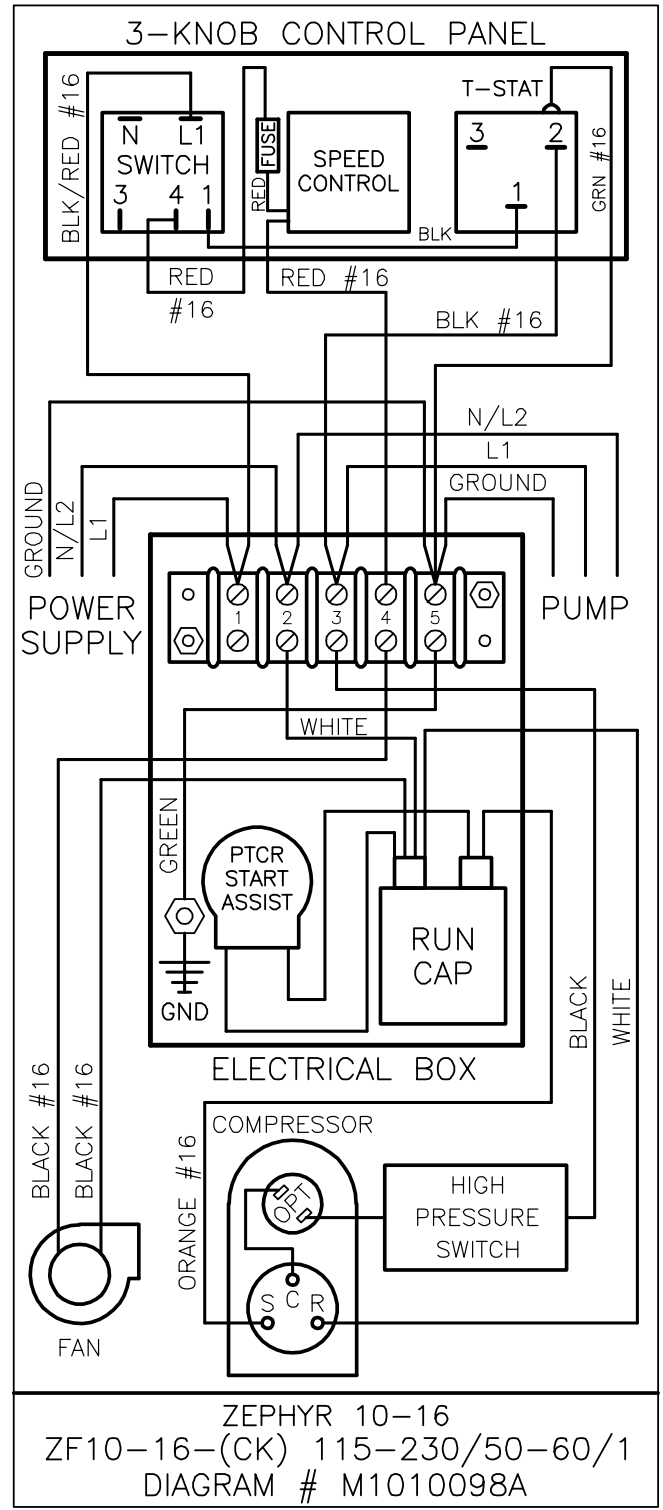 3-KNOB CONTROL PANEL
BLK/RED #16
N L1
SWITCH
3 4 1
FUSE
RED
SPEED
CONTROL
T-STAT
3 2
1
GRN #16
BLK
RED
#16
RED #16
BLK #16
N/L2
L1
GROUND
GROUND
N/L2
L1
POWER
SUPPLY
PUMP
1 2 3 4 5
WHITE
GREEN
PTCR
START
ASSIST
RUN
CAP
GND
BLACK
WHITE
ELECTRICAL BOX
BLACK #16
BLACK #16
ORANGE #16
COMPRESSOR
OPT
HIGH
PRESSURE
SWITCH
S C R
FAN
ZEPHYR 10-16
ZF10-16-(CK) 115-230/50-60/1
DIAGRAM # M1010098A